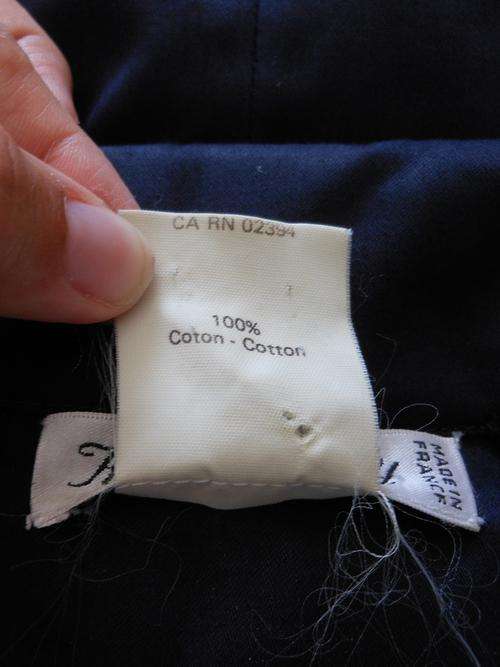 CA RN 02394
100%
Coton - Cotton
MADE IN
FRANCE